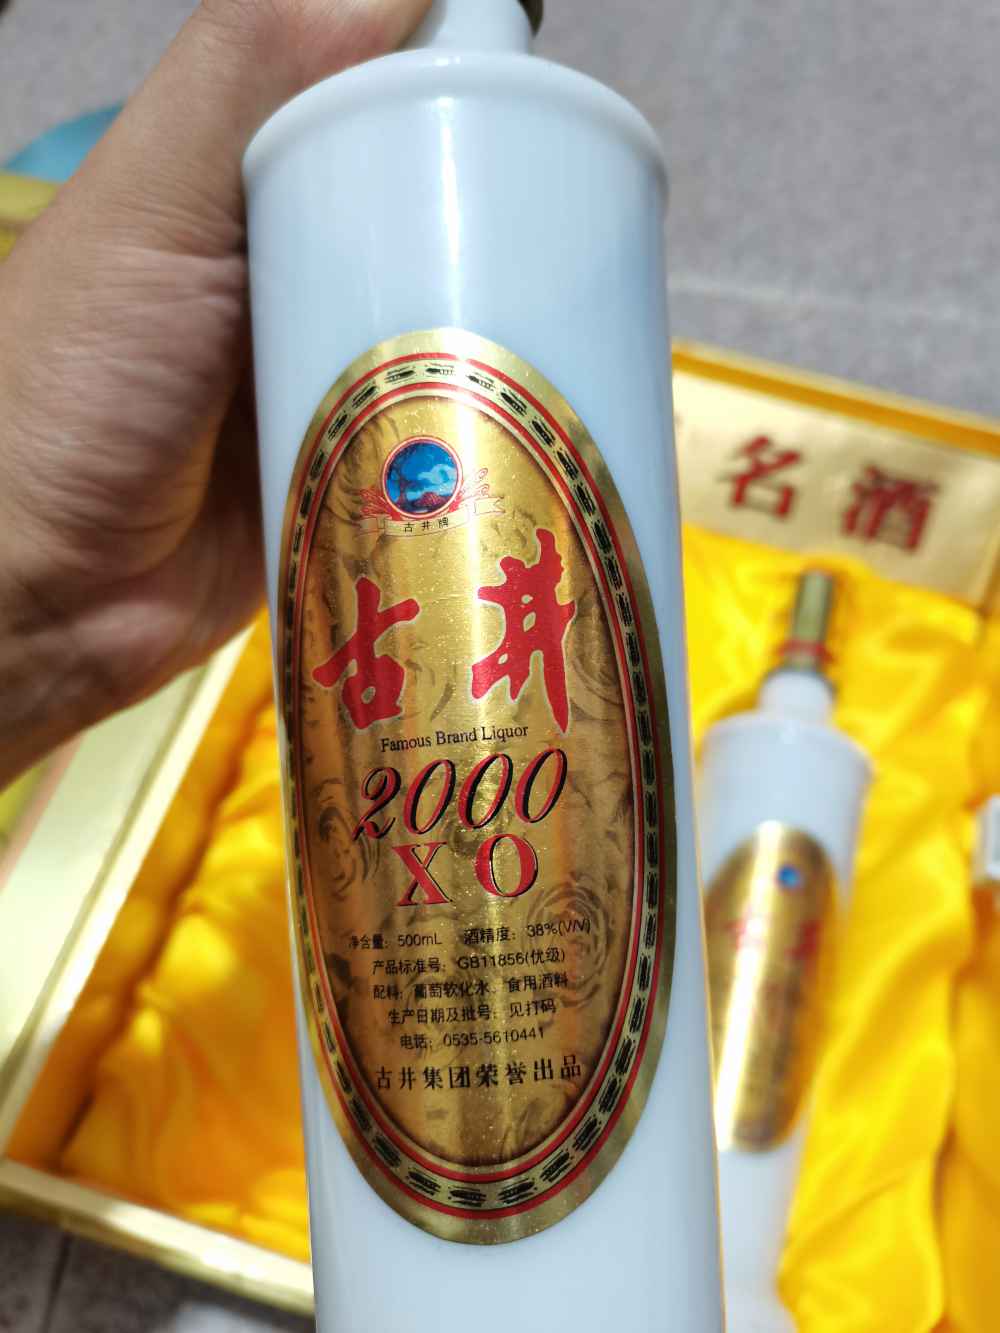 古井牌
古井
Famous Brand Liquor
2000
XO
净含量：500mL 酒精度：38%(V/V)
产品标准号：GB11856(优级)
配料：葡萄软化水、食用酒料
生产日期及批号：见打码
电话：0535-5610441
古井集团荣誉出品
名酒